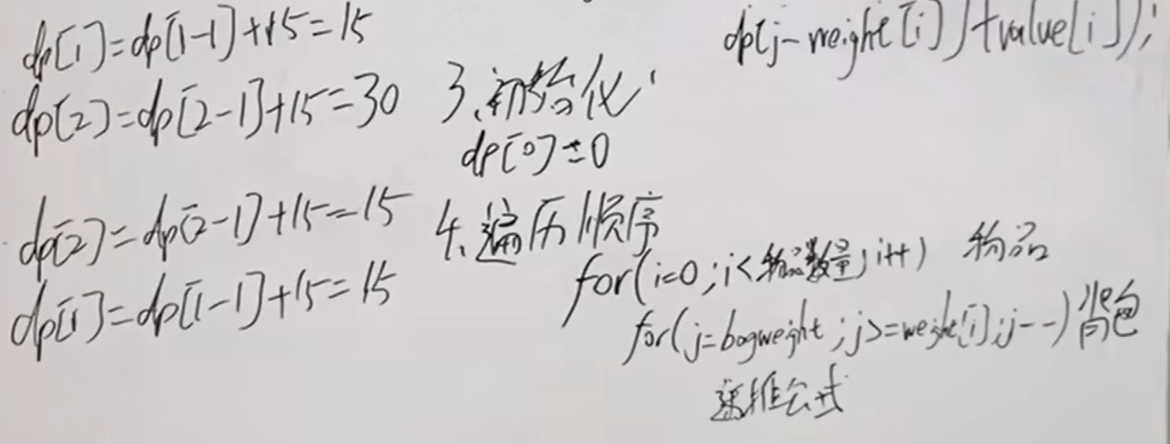 dp[1]=dp[1-1]+15=15
dp[2]=dp[2-1]+15=30
dp[2]=dp[2-1]+15=15
dp[1]=dp[1-1]+15=15
dp[j-weight[i]]+value[i]);
3、初始化
dp[0]=0
4、遍历顺序
for(i=0;i<物品数量;i++) 物品
for(j=bagweight;j>=weight[i];j--)背包
递推公式